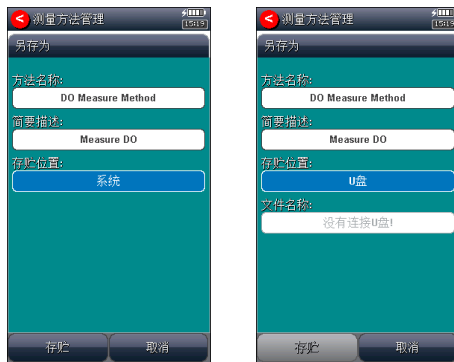 测量方法管理
15:19
另存为
方法名称:
DO Measure Method
简要描述:
Measure DO
存贮位置:
系统
存贮
取消
测量方法管理
15:19
另存为
方法名称:
DO Measure Method
简要描述:
Measure DO
存贮位置:
U盘
文件名称:
没有连接U盘!
存贮
取消